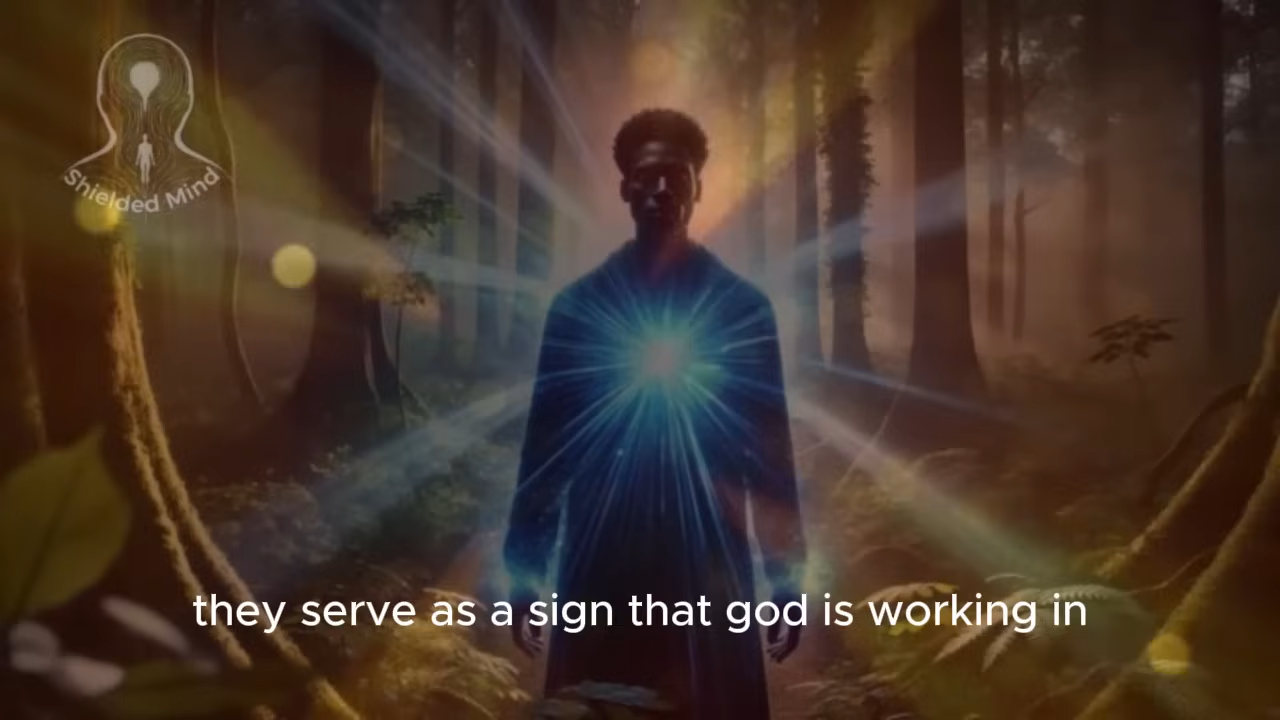 Shielded Mind
they serve as a sign that god is working in